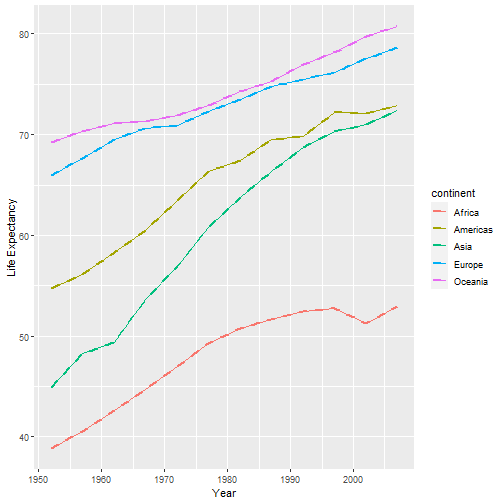 80
70
60
50
40
Life Expectancy
1950 1960 1970 1980 1990 2000
Year
continent
Africa
Americas
Asia
Europe
Oceania